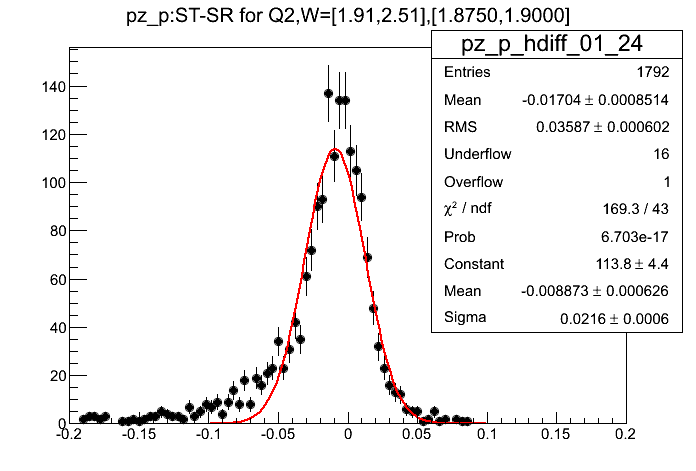 pz_p:ST-SR for Q2,W=[1.91,2.51],[1.8750,1.9000]
pz_p_hdiff_01_24
Entries 1792
Mean -0.01704 ± 0.0008514
RMS 0.03587 ± 0.000602
Underflow 16
Overflow 1
χ² / ndf 169.3 / 43
Prob 6.703e-17
Constant 113.8 ± 4.4
Mean -0.008873 ± 0.000626
Sigma 0.0216 ± 0.0006
140
120
100
80
60
40
20
0
-0.2 -0.15 -0.1 -0.05 0 0.05 0.1 0.15 0.2